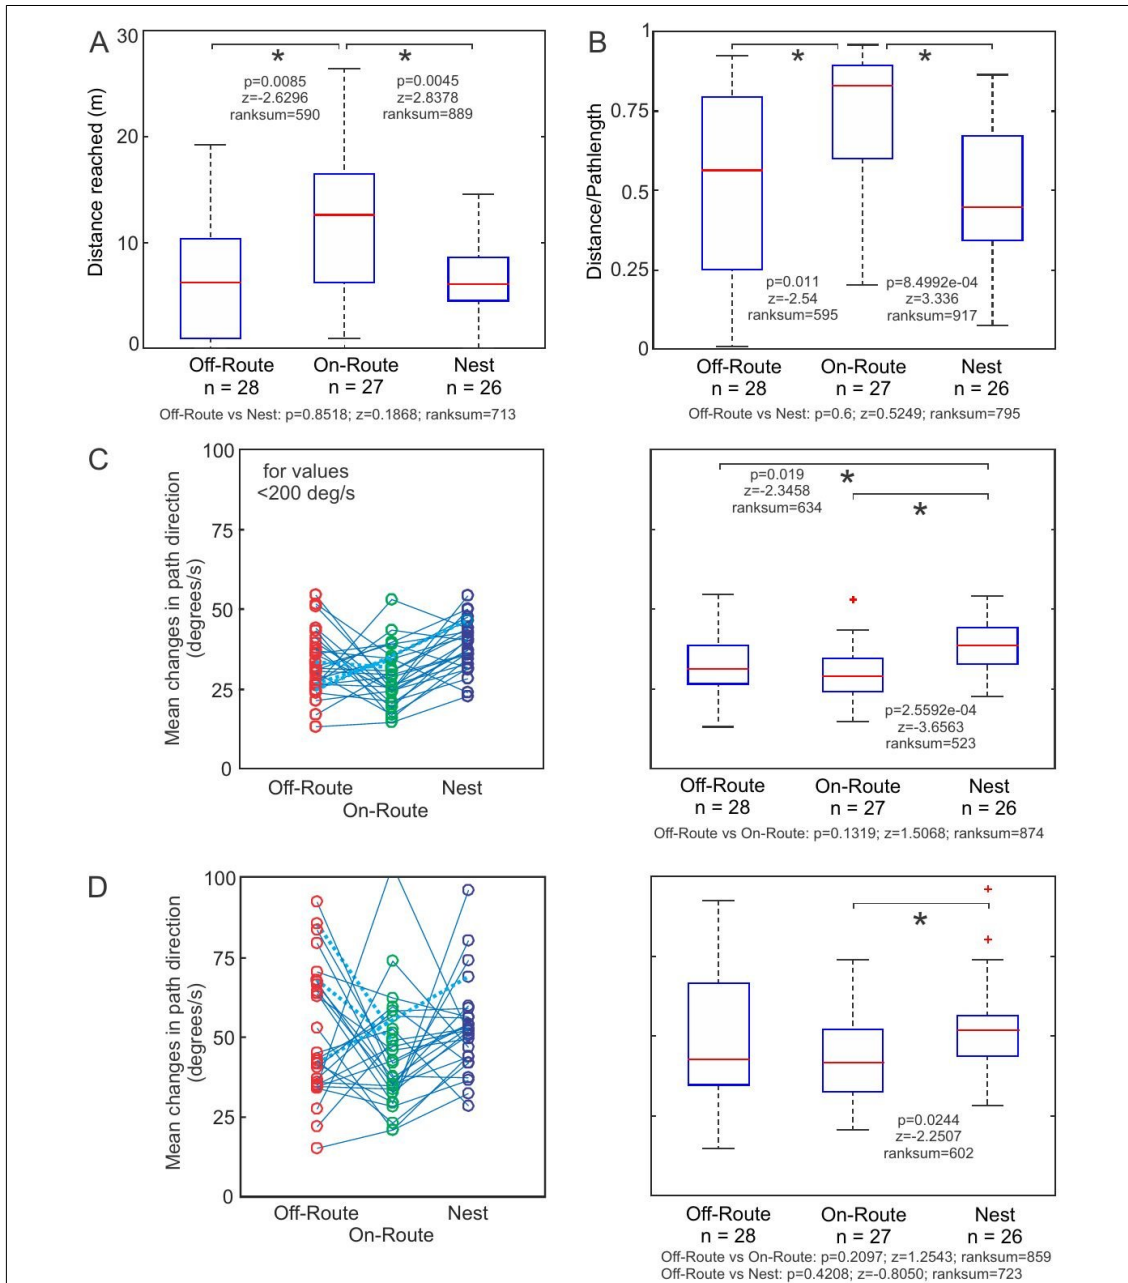 A
30
20
10
0
Distance reached (m)
*
*
p=0.0085
z=-2.6296
ranksum=590
p=0.0045
z=2.8378
ranksum=889
Off-Route
n = 28
On-Route
n = 27
Nest
n = 26
Off-Route vs Nest: p=0.8518; z=0.1868; ranksum=713
B
1
0.75
0.5
0.25
0
Distance/Pathlength
*
*
p=0.011
z=-2.54
ranksum=595
p=8.4992e-04
z=3.336
ranksum=917
Off-Route
n = 28
On-Route
n = 27
Nest
n = 26
Off-Route vs Nest: p=0.6; z=0.5249; ranksum=795
C
100
75
50
25
0
Mean changes in path direction
(degrees/s)
for values
<200 deg/s
Off-Route
Nest
On-Route
p=0.019
z=-2.3458
ranksum=634
*
*
p=2.5592e-04
z=-3.6563
ranksum=523
Off-Route
n = 28
On-Route
n = 27
Nest
n = 26
Off-Route vs On-Route: p=0.1319; z=1.5068; ranksum=874
D
100
75
50
25
0
Mean changes in path direction
(degrees/s)
Off-Route
Nest
On-Route
*
p=0.0244
z=-2.2507
ranksum=602
Off-Route
n = 28
On-Route
n = 27
Nest
n = 26
Off-Route vs On-Route: p=0.2097; z=1.2543; ranksum=859
Off-Route vs Nest: p=0.4208; z=-0.8050; ranksum=723